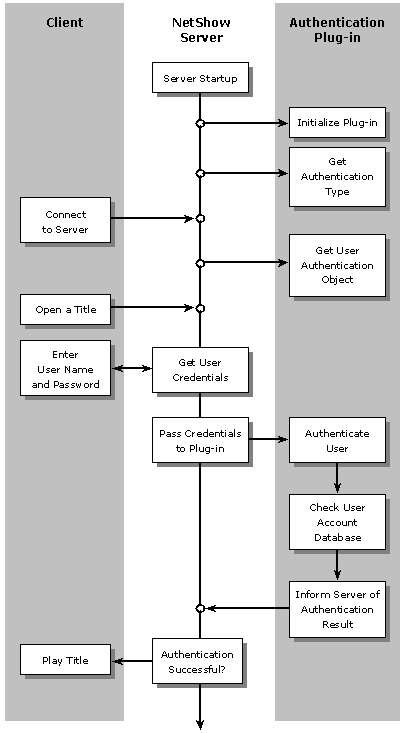 Client
NetShow
Server
Authentication
Plug-in
Server Startup
Initialize Plug-in
Get
Authentication
Type
Connect
to Server
Get User
Authentication
Object
Open a Title
Enter
User Name
and Password
Get User
Credentials
Pass Credentials
to Plug-in
Authenticate
User
Check User
Account
Database
Inform Server of
Authentication
Result
Authentication
Successful?
Play Title